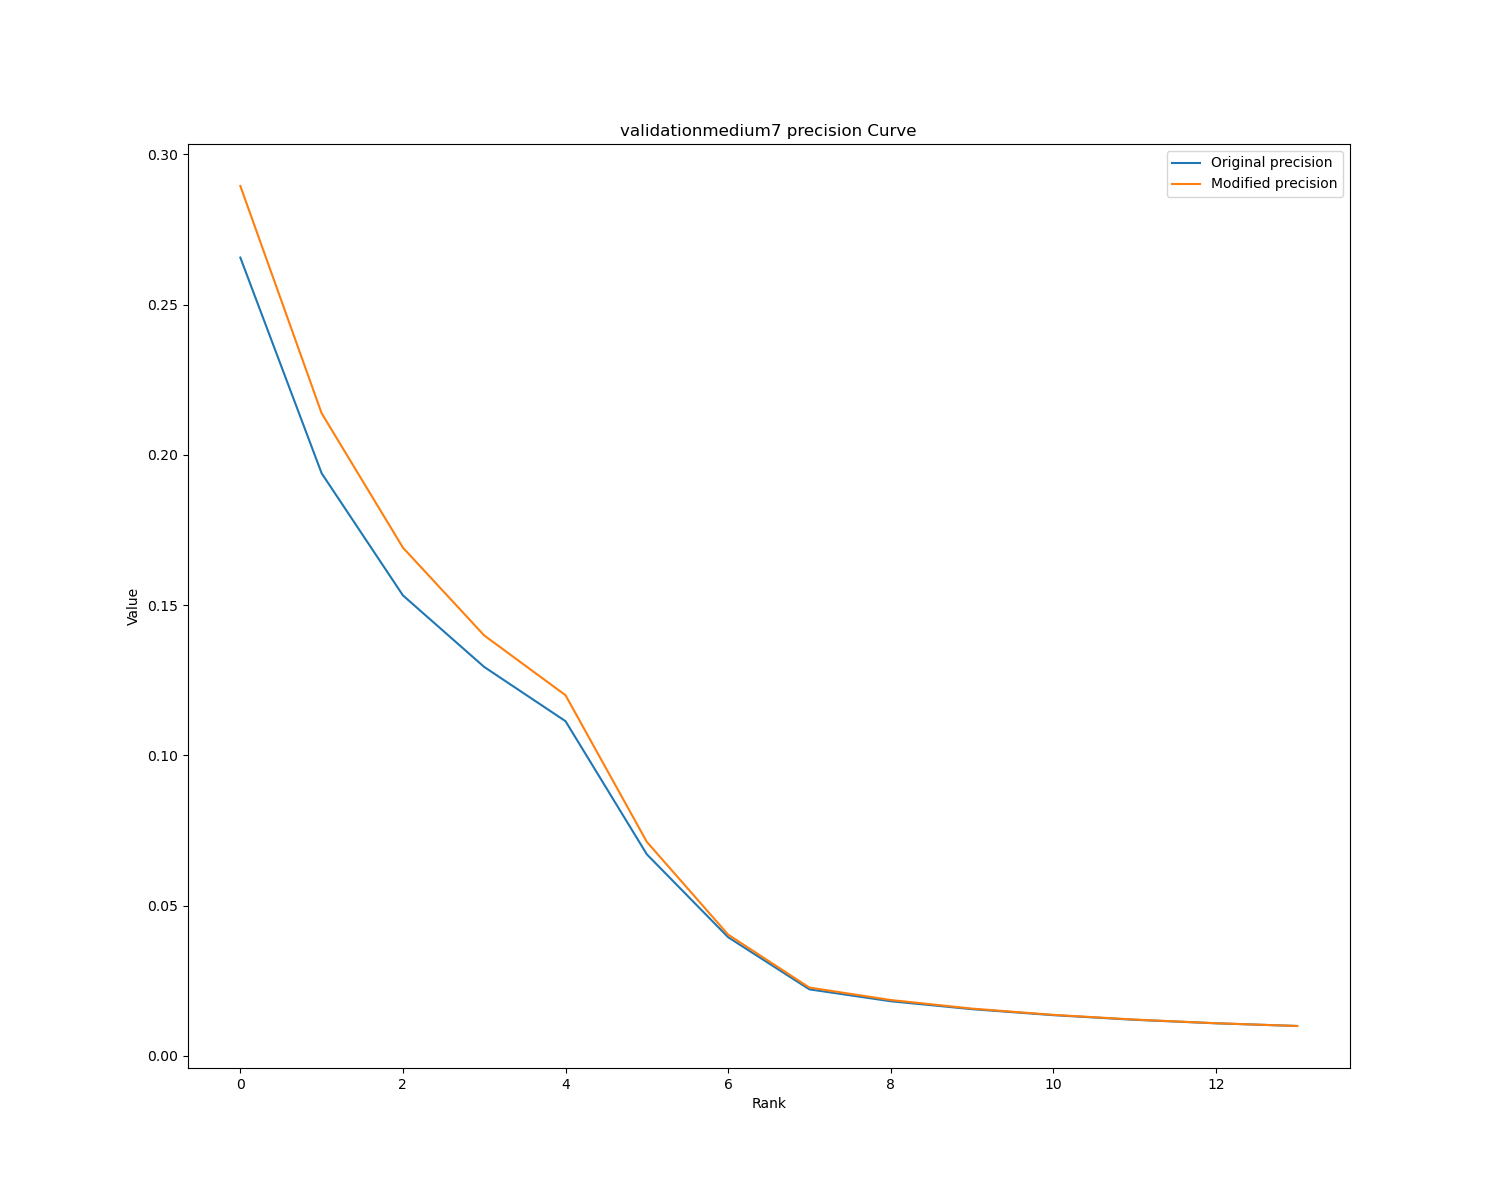 validationmedium7 precision Curve
Original precision
Modified precision
0.30
0.25
0.20
0.15
0.10
0.05
0.00
Value
0 2 4 6 8 10 12
Rank